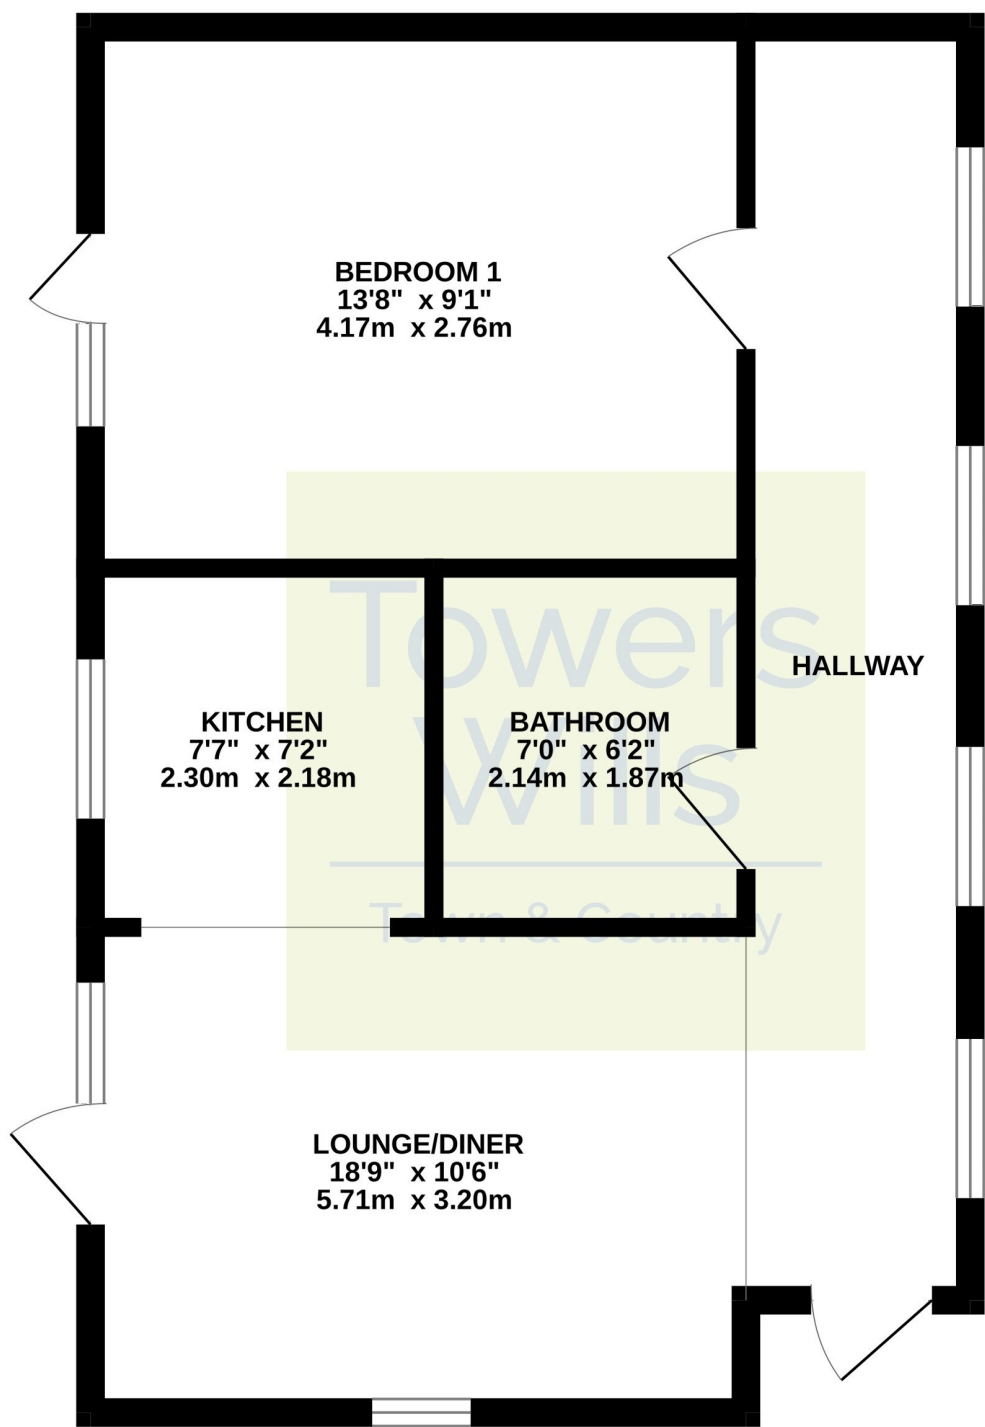 BEDROOM 1
13'8"  x 9'1"
4.17m  x 2.76m
Towers
Wills
Town & Country
HALLWAY
KITCHEN
7'7"  x 7'2"
2.30m  x 2.18m
BATHROOM
7'0"  x 6'2"
2.14m  x 1.87m
LOUNGE/DINER
18'9"  x 10'6"
5.71m  x 3.20m